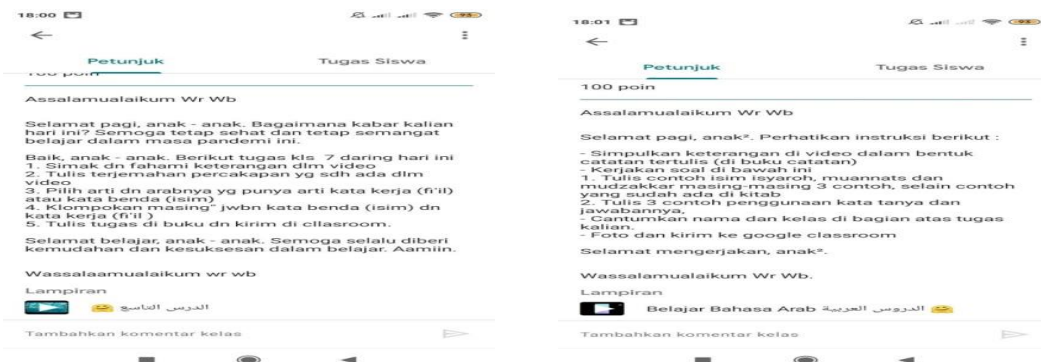 18:00
93
Petunjuk
Tugas Siswa
100 poin
Assalamualaikum Wr Wb
Selamat pagi, anak - anak. Bagaimana kabar kalian
hari ini? Semoga tetap sehat dan tetap semangat
belajar dalam masa pandemi ini.
Baik, anak - anak. Berikut tugas kls 7 daring hari ini
1. Simak dn fahami keterangan dlm video
2. Tulis terjemahan percakapan yg sdh ada dlm
video
3. Pilih arti dn arabnya yg punya arti kata kerja (fi'il)
atau kata benda (isim)
4. Klompokan masing" jwbn kata benda (isim) dn
kata kerja (fi'il )
5. Tulis tugas di buku dn kirim di cllasroom.
Selamat belajar, anak - anak. Semoga selalu diberi
kemudahan dan kesuksesan dalam belajar. Aamiin.
Wassalaamualaikum wr wb
Lampiran
الدرس التاسع
Tambahkan komentar kelas
18:01
93
Petunjuk
Tugas Siswa
100 poin
Assalamualaikum Wr Wb
Selamat pagi, anak². Perhatikan instruksi berikut :
- Simpulkan keterangan di video dalam bentuk
catatan tertulis (di buku catatan)
- Kerjakan soal di bawah ini
1. Tulis contoh isim isyaroh, muannats dan
mudzakkar masing-masing 3 contoh, selain contoh
yang sudah ada di kitab
2. Tulis 3 contoh penggunaan kata tanya dan
jawabannya,
- Cantumkan nama dan kelas di bagian atas tugas
kalian.
- Foto dan kirim ke google classroom
Selamat mengerjakan, anak².
Wassalamualaikum Wr Wb.
Lampiran
Belajar Bahasa Arab الدروس العربية
Tambahkan komentar kelas